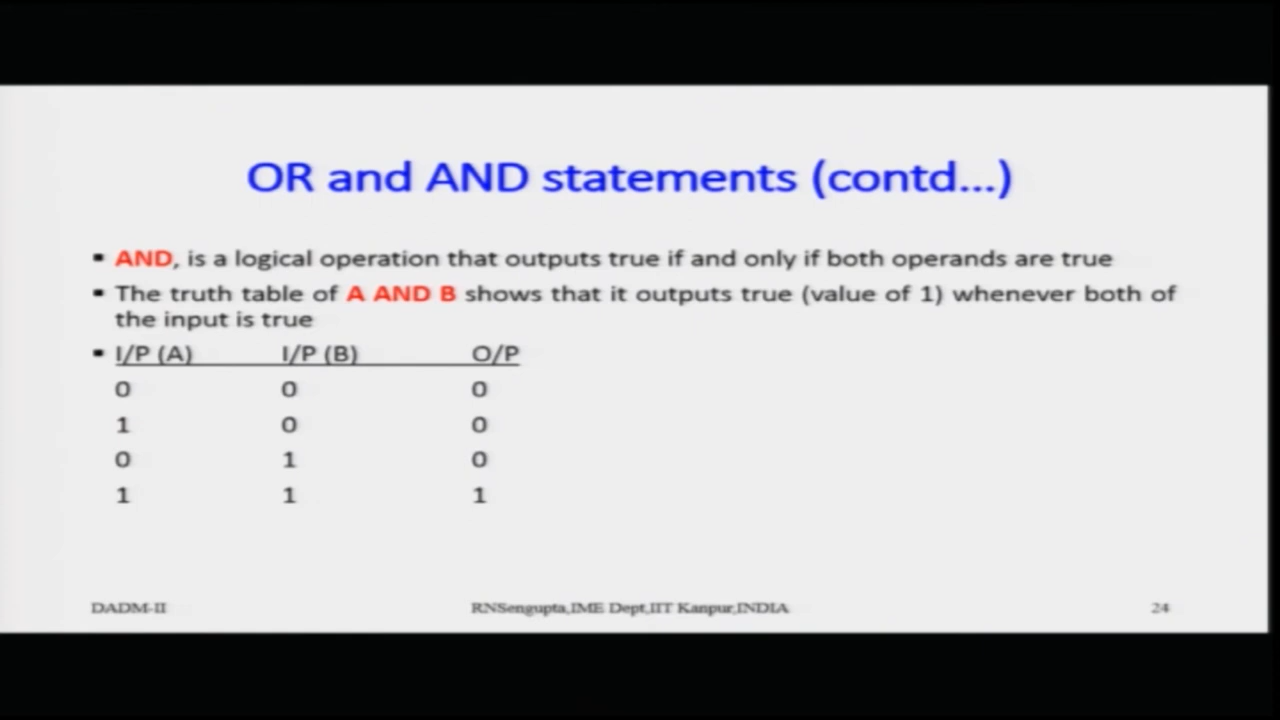 OR and AND statements (contd...)
▪ AND, is a logical operation that outputs true if and only if both operands are true
▪ The truth table of A AND B shows that it outputs true (value of 1) whenever both of
the input is true
▪ I/P (A) I/P (B) O/P
0 0 0
1 0 0
0 1 0
1 1 1
DADM-II RNSengupta,IME Dept,IIT Kanpur,INDIA 24